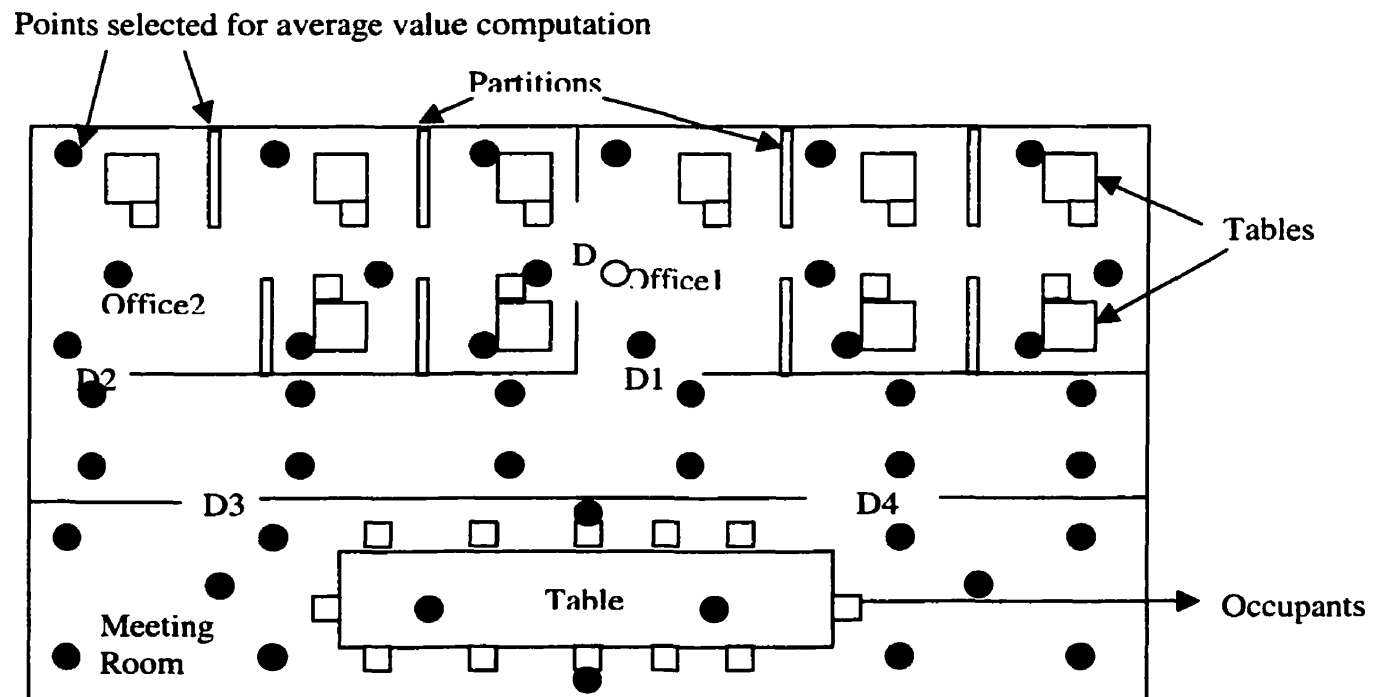 Points selected for average value computation
Partitions
Tables
D
Office1
Office2
D2
D1
D3
D4
Table
Occupants
Meeting
Room